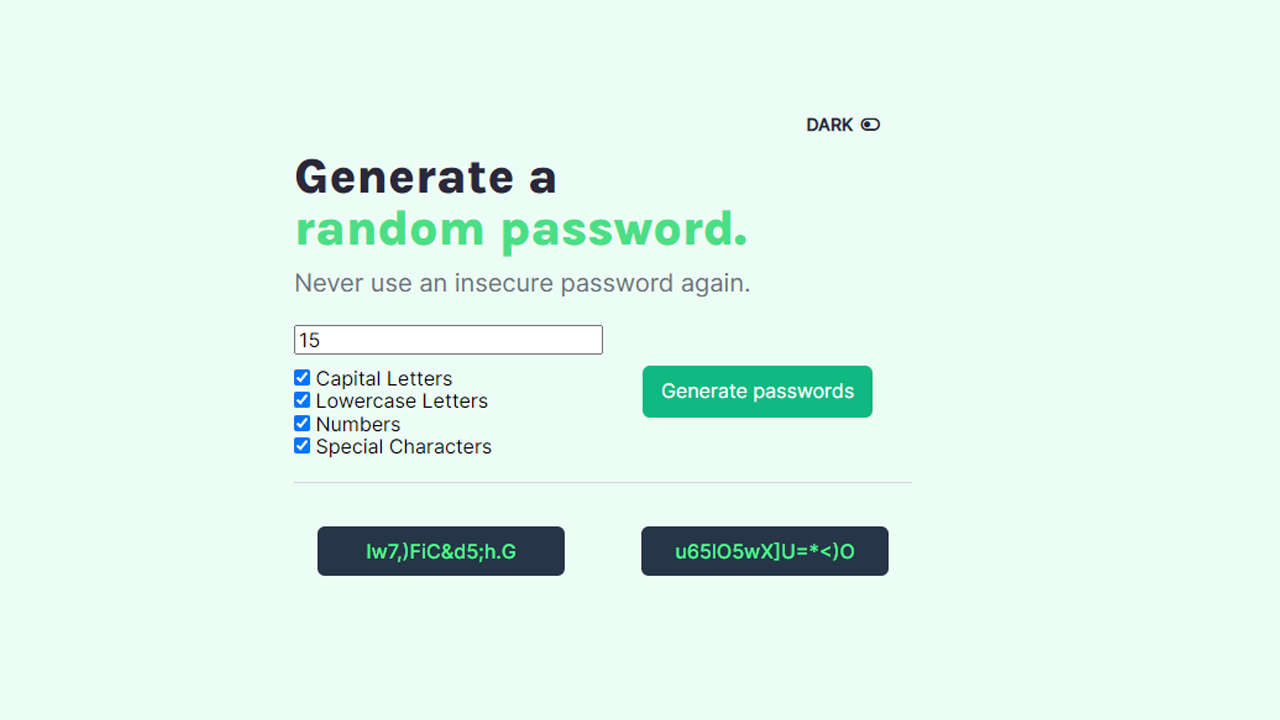 DARK
Generate a
random password.
Never use an insecure password again.
15
Capital Letters
Lowercase Letters
Generate passwords
Numbers
Special Characters
Iw7,)FiC&d5;h.G
u65lO5wX]U=*<)O